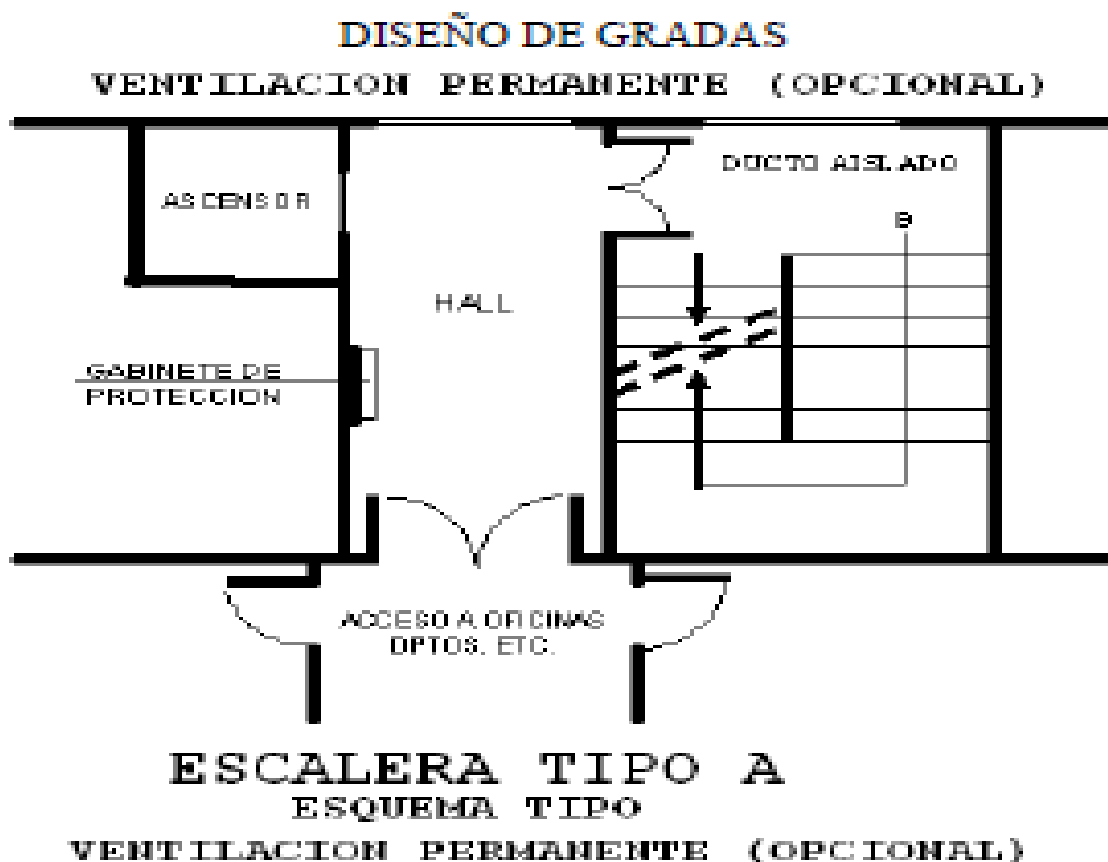 DISEÑO DE GRADAS
VENTILACION PERMANENTE (OPCIONAL)
DUCTO AISLADO
ASCENSOR
B
HALL
GABINETE DE
PROTECCION
ACCESO A OFICINAS
DPTOS. ETC.
ESCALERA TIPO A
ESQUEMA TIPO
VENTILACION PERMANENTE (OPCIONAL)